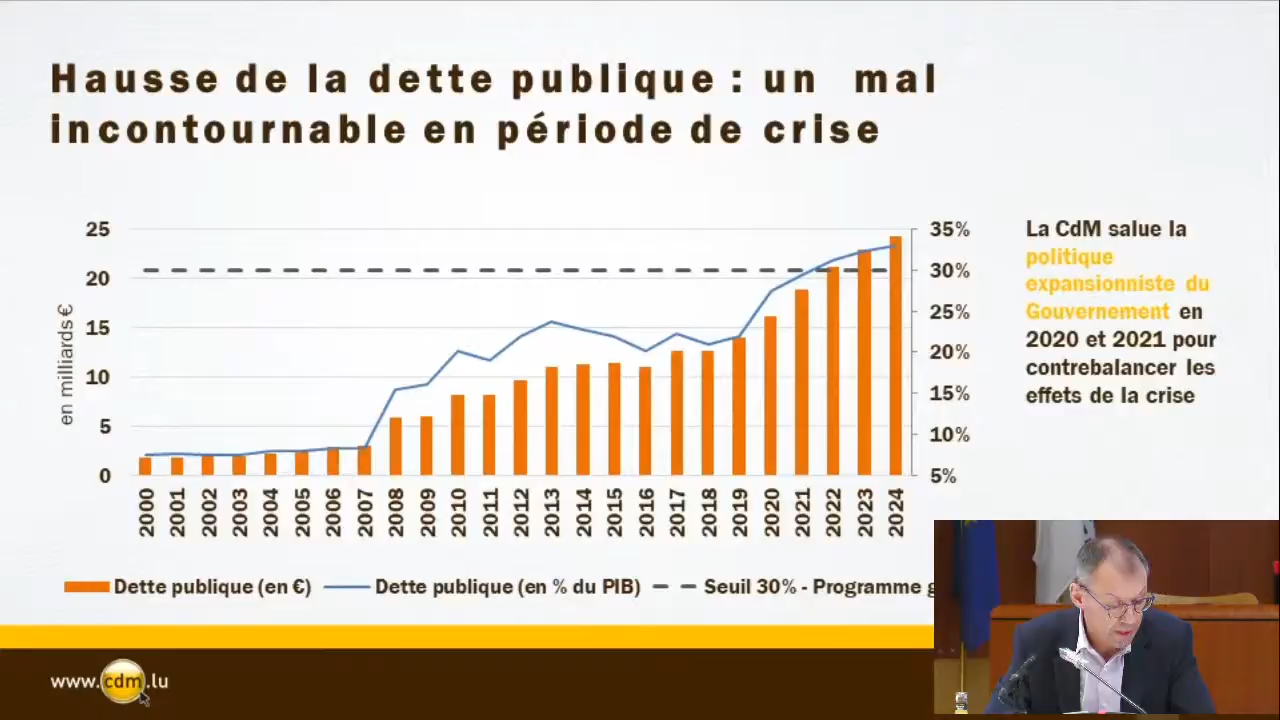 Hausse de la dette publique : un mal
incontournable en période de crise
25
20
15
10
5
0
en milliards €
35%
30%
25%
20%
15%
10%
5%
2000
2001
2002
2003
2004
2005
2006
2007
2008
2009
2010
2011
2012
2013
2014
2015
2016
2017
2018
2019
2020
2021
2022
2023
2024
Dette publique (en €)
Dette publique (en % du PIB)
Seuil 30% - Programme g
La CdM salue la
politique
expansionniste du
Gouvernement en
2020 et 2021 pour
contrebalancer les
effets de la crise
www.cdm.lu